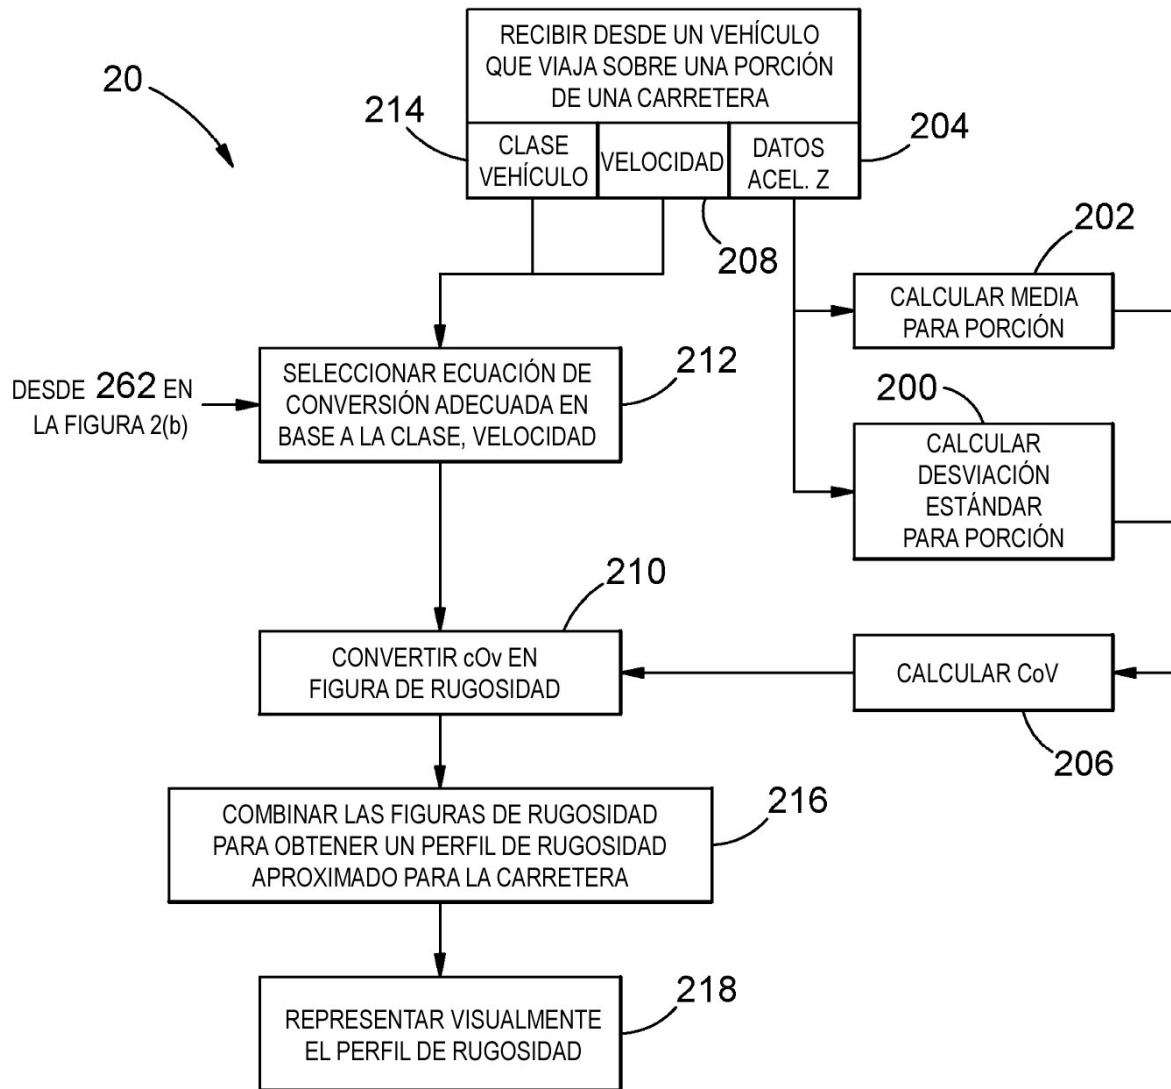 RECIBIR DESDE UN VEHÍCULO
QUE VIAJA SOBRE UNA PORCIÓN
DE UNA CARRETERA
20
214
204
CLASE
VEHÍCULO
VELOCIDAD
DATOS
ACEL. Z
208
202
CALCULAR MEDIA
PARA PORCIÓN
DESDE 262 EN
LA FIGURA 2(b)
SELECCIONAR ECUACIÓN DE
CONVERSIÓN ADECUADA EN
BASE A LA CLASE, VELOCIDAD
212
200
CALCULAR
DESVIACIÓN
ESTÁNDAR
PARA PORCIÓN
210
CONVERTIR cOv EN
FIGURA DE RUGOSIDAD
CALCULAR CoV
206
COMBINAR LAS FIGURAS DE RUGOSIDAD
PARA OBTENER UN PERFIL DE RUGOSIDAD
APROXIMADO PARA LA CARRETERA
216
REPRESENTAR VISUALMENTE
EL PERFIL DE RUGOSIDAD
218